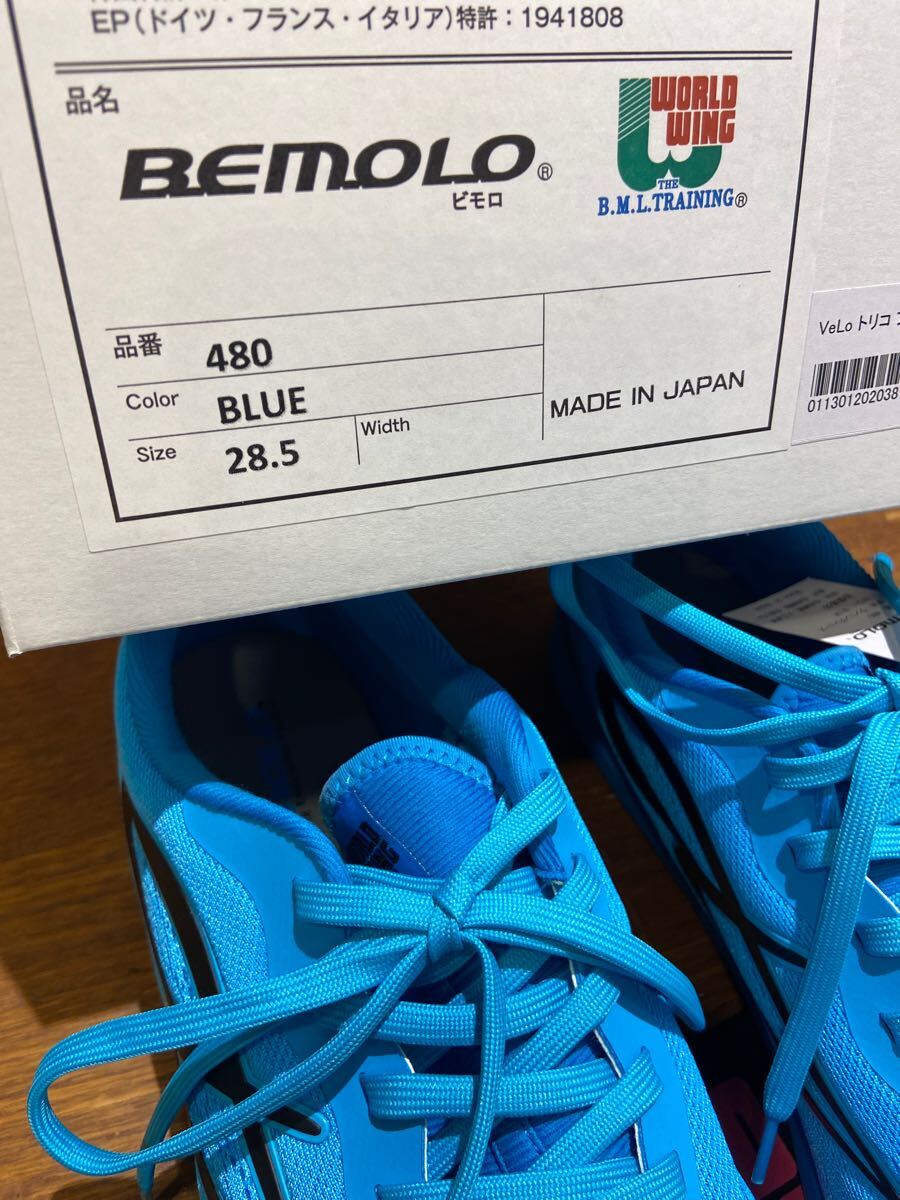 EP(ドイツ・フランス・イタリア)特許:1941808
品名
BEMOLO®
ビモロ
WORLD
WING
THE
B.M.L.TRAINING®
品番 480
Color BLUE
Size 28.5
Width
MADE IN JAPAN
VeLo トリコ
011301202038